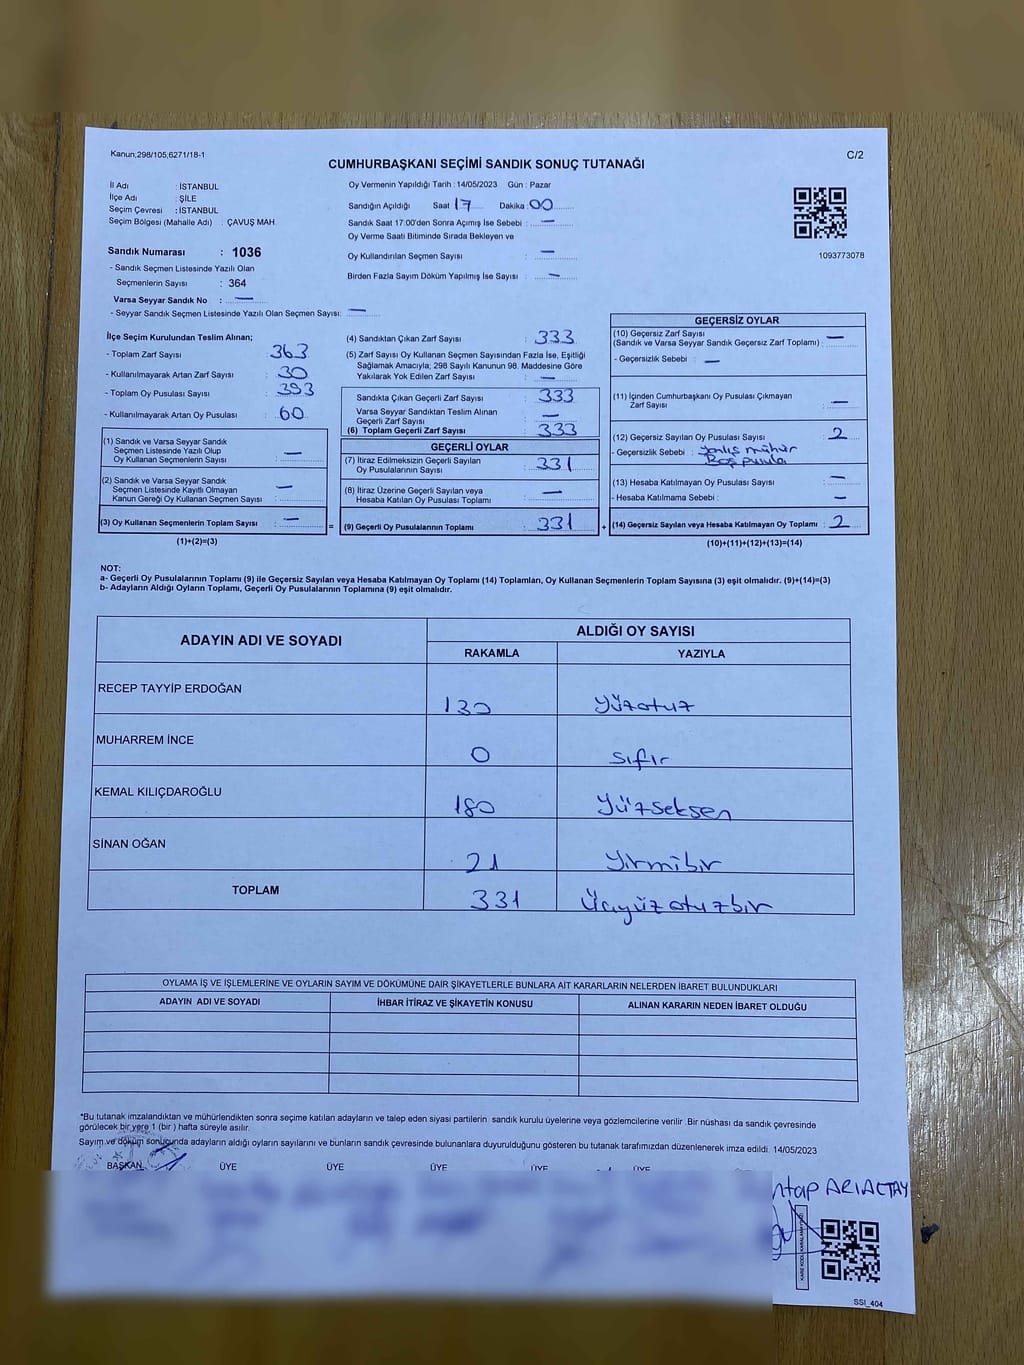 Kanun:298/105;6271/18-1
C/2
CUMHURBAŞKANI SEÇİMİ SANDIK SONUÇ TUTANAĞI
İl Adı : İSTANBUL
İlçe Adı : ŞİLE
Seçim Çevresi : İSTANBUL
Seçim Bölgesi (Mahalle Adı) : ÇAVUŞ MAH.
Sandık Numarası : 1036
- Sandık Seçmen Listesinde Yazılı Olan
Seçmenlerin Sayısı : 364
Varsa Seyyar Sandık No : —
- Seyyar Sandık Seçmen Listesinde Yazılı Olan Seçmen Sayısı: —
Oy Vermenin Yapıldığı Tarih : 14/05/2023 Gün : Pazar
Sandığın Açıldığı Saat 17 Dakika : 00
Sandık Saat 17:00'den Sonra Açımış İse Sebebi : —
Oy Verme Saati Bitiminde Sırada Bekleyen ve
Oy Kullandırılan Seçmen Sayısı : —
Birden Fazla Sayım Döküm Yapılmış İse Sayısı : —
1093773078
İlçe Seçim Kurulundan Teslim Alınan;
- Toplam Zarf Sayısı : 363
- Kullanılmayarak Artan Zarf Sayısı : 30
- Toplam Oy Pusulası Sayısı : 393
- Kullanılmayarak Artan Oy Pusulası : 60
(1) Sandık ve Varsa Seyyar Sandık
Seçmen Listesinde Yazılı Olup
Oy Kullanan Seçmenlerin Sayısı : —
(2) Sandık ve Varsa Seyyar Sandık
Seçmen Listesinde Kayıtlı Olmayan
Kanun Gereği Oy Kullanan Seçmen Sayısı : —
(3) Oy Kullanan Seçmenlerin Toplam Sayısı : —
(1)+(2)=(3)
=
(4) Sandıktan Çıkan Zarf Sayısı : 333
(5) Zarf Sayısı Oy Kullanan Seçmen Sayısından Fazla İse, Eşitliği
Sağlamak Amacıyla; 298 Sayılı Kanunun 98. Maddesine Göre
Yakılarak Yok Edilen Zarf Sayısı : —
Sandıkta Çıkan Geçerli Zarf Sayısı : 333
Varsa Seyyar Sandıktan Teslim Alınan
Geçerli Zarf Sayısı : —
(6) Toplam Geçerli Zarf Sayısı : 333
GEÇERLİ OYLAR
(7) İtiraz Edilmeksizin Geçerli Sayılan
Oy Pusulalarının Sayısı : 331
(8) İtiraz Üzerine Geçerli Sayılan veya
Hesaba Katılan Oy Pusulası Toplamı : —
(9) Geçerli Oy Pusulalarının Toplamı : 331
+
GEÇERSİZ OYLAR
(10) Geçersiz Zarf Sayısı
(Sandık ve Varsa Seyyar Sandık Geçersiz Zarf Toplamı) : —
- Geçersizlik Sebebi : —
(11) İçinden Cumhurbaşkanı Oy Pusulası Çıkmayan
Zarf Sayısı : —
(12) Geçersiz Sayılan Oy Pusulası Sayısı : 2
- Geçersizlik Sebebi : Yanlış mühür
Boş pusula
(13) Hesaba Katılmayan Oy Pusulası Sayısı : —
- Hesaba Katılmama Sebebi : —
(14) Geçersiz Sayılan veya Hesaba Katılmayan Oy Toplamı : 2
(10)+(11)+(12)+(13)=(14)
NOT:
a- Geçerli Oy Pusulalarının Toplamı (9) ile Geçersiz Sayılan veya Hesaba Katılmayan Oy Toplamı (14) Toplamları, Oy Kullanan Seçmenlerin Toplam Sayısına (3) eşit olmalıdır. (9)+(14)=(3)
b- Adayların Aldığı Oyların Toplamı, Geçerli Oy Pusulalarının Toplamına (9) eşit olmalıdır.
ADAYIN ADI VE SOYADI
ALDIĞI OY SAYISI
RAKAMLA YAZIYLA
RECEP TAYYİP ERDOĞAN 130 Yüzotuz
MUHARREM İNCE 0 sıfır
KEMAL KILIÇDAROĞLU 180 Yüzseksen
SİNAN OĞAN 21 Yirmibir
TOPLAM 331 Üçyüzotuzbir
OYLAMA İŞ VE İŞLEMLERİNE VE OYLARIN SAYIM VE DÖKÜMÜNE DAİR ŞİKAYETLERLE BUNLARA AİT KARARLARIN NELERDEN İBARET BULUNDUKLARI
ADAYIN ADI VE SOYADI İHBAR İTİRAZ VE ŞİKAYETİN KONUSU ALINAN KARARIN NEDEN İBARET OLDUĞU
*Bu tutanak imzalandıktan ve mühürlendikten sonra seçime katılan adayların ve talep eden siyasi partilerin sandık kurulu üyelerine veya gözlemcilerine verilir. Bir nüshası da sandık çevresinde
görülecek bir yere 1 (bir ) hafta süreyle asılır.
Sayım ve döküm sonucunda adayların aldığı oyların sayılarını ve bunların sandık çevresinde bulunanlara duyurulduğunu gösteren bu tutanak tarafımızdan düzenlenerek imza edildi. 14/05/2023
BAŞKAN ÜYE ÜYE ÜYE ÜYE ÜYE
SSI_404